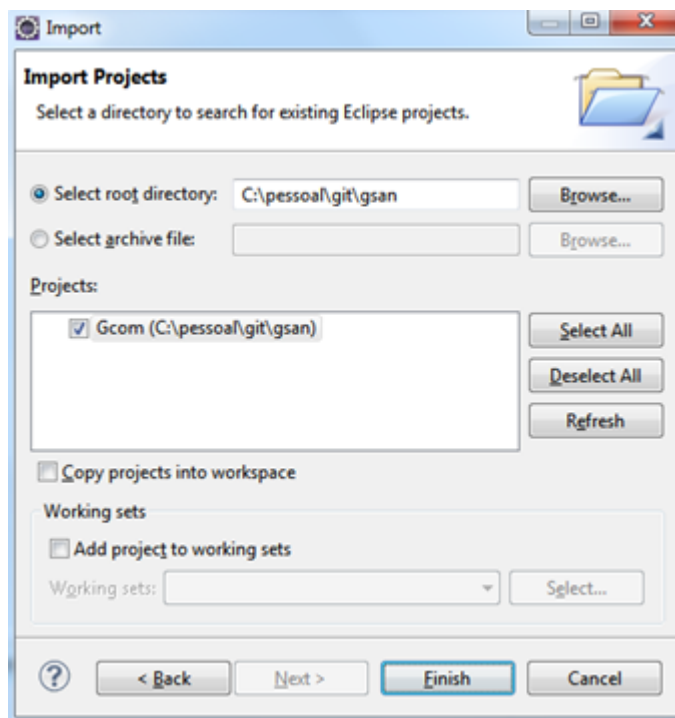 Import
Import Projects
Select a directory to search for existing Eclipse projects.
Select root directory: C:\pessoal\git\gsan Browse...
Select archive file: Browse...
Projects:
Gcom (C:\pessoal\git\gsan)
Select All
Deselect All
Refresh
Copy projects into workspace
Working sets
Add project to working sets
Working sets: Select...
? < Back Next > Finish Cancel